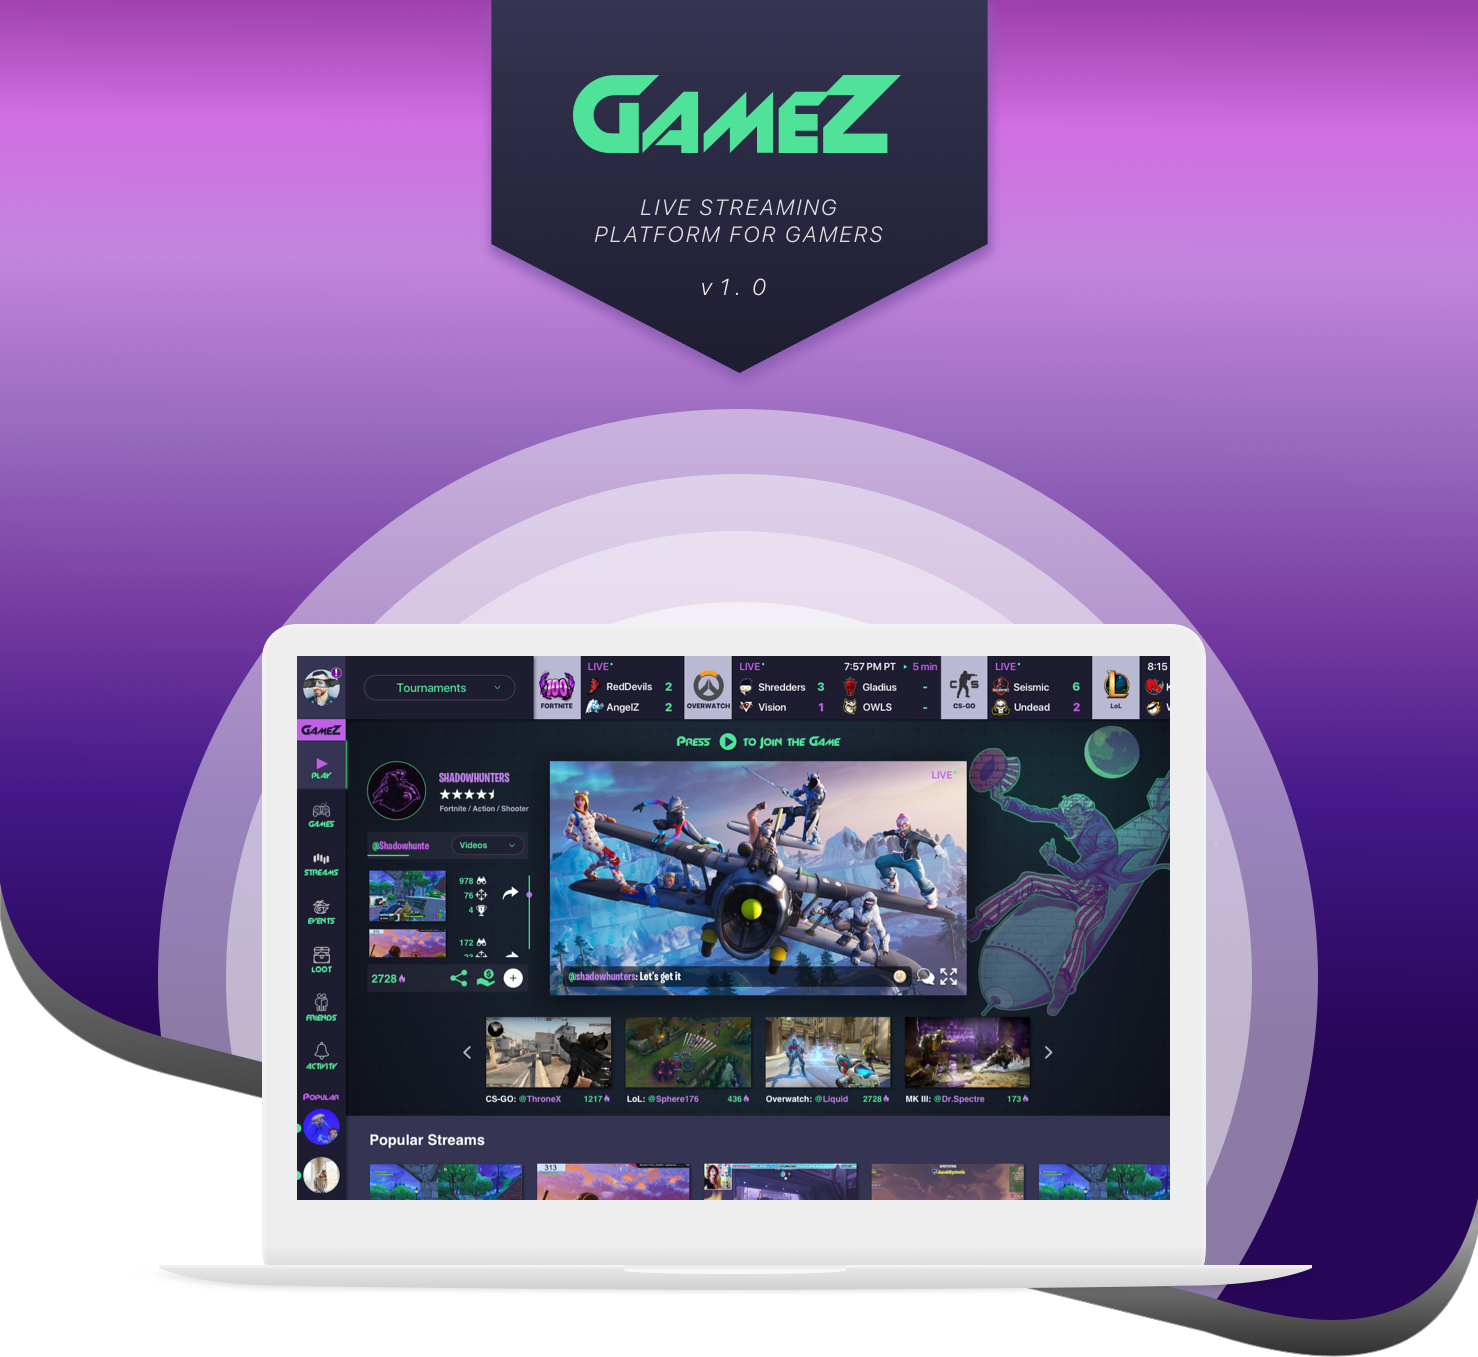 GAMEZ
LIVE STREAMING
PLATFORM FOR GAMERS
v1.0
!
Tournaments
100
FORTNITE
LIVE
RedDevils 2
AngelZ 2
OVERWATCH
LIVE
Shredders 3
Vision 1
7:57 PM PT 5 min
Gladius -
OWLS -
CS
CS-GO
LIVE
Seismic 6
Undead 2
L
LoL
8:15
GAMEZ
PLAY
GAMES
STREAMS
EVENTS
LOOT
FRIENDS
ACTIVITY
POPULAR
PRESS TO JOIN THE GAME
SHADOWHUNTERS
Fortnite / Action / Shooter
@Shadowhunte
Videos
978
76
4
172
2728
LIVE
@shadowhunters: Let's get it
CS-GO: @ThroneX 1217
LoL: @Sphere176 436
Overwatch: @Liquid 2728
MK III: @Dr.Spectre 173
Popular Streams
313